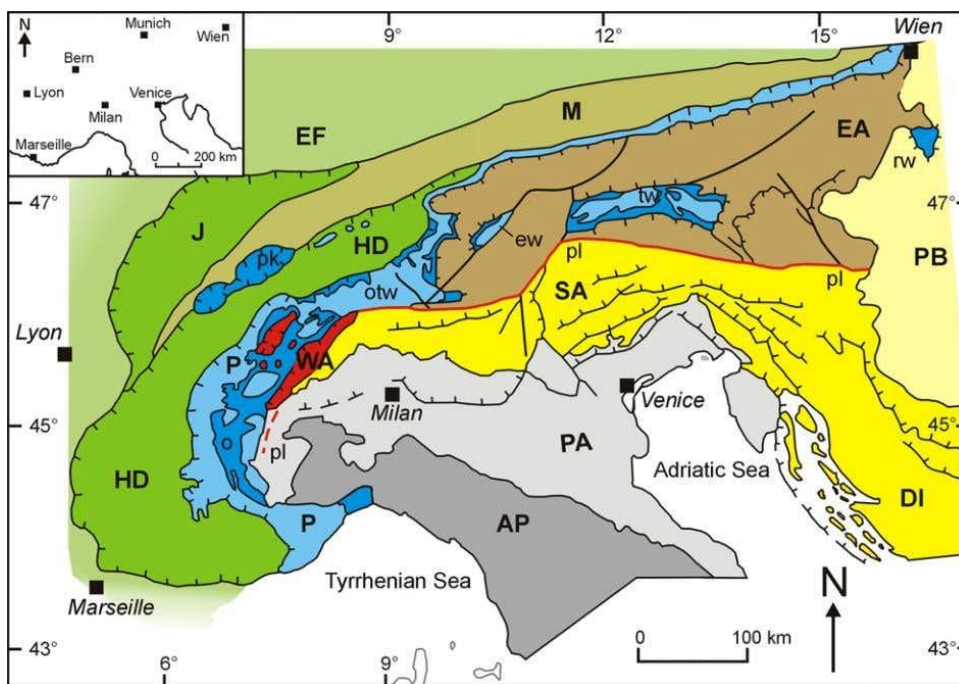 N
Munich
Wien
Bern
Lyon
Milan
Venice
Marseille
0 200 km
9° 12° 15°
Wien
EF
M
EA
rw
47°
47°
J
HD
tw
pk
ew
pl
otw
SA
pl
PB
Lyon
P
WA
Milan
Venice
45°
45°
pl
PA
Adriatic Sea
HD
DI
P
AP
N
Tyrrhenian Sea
Marseille
0 100 km
43°
43°
6° 9°